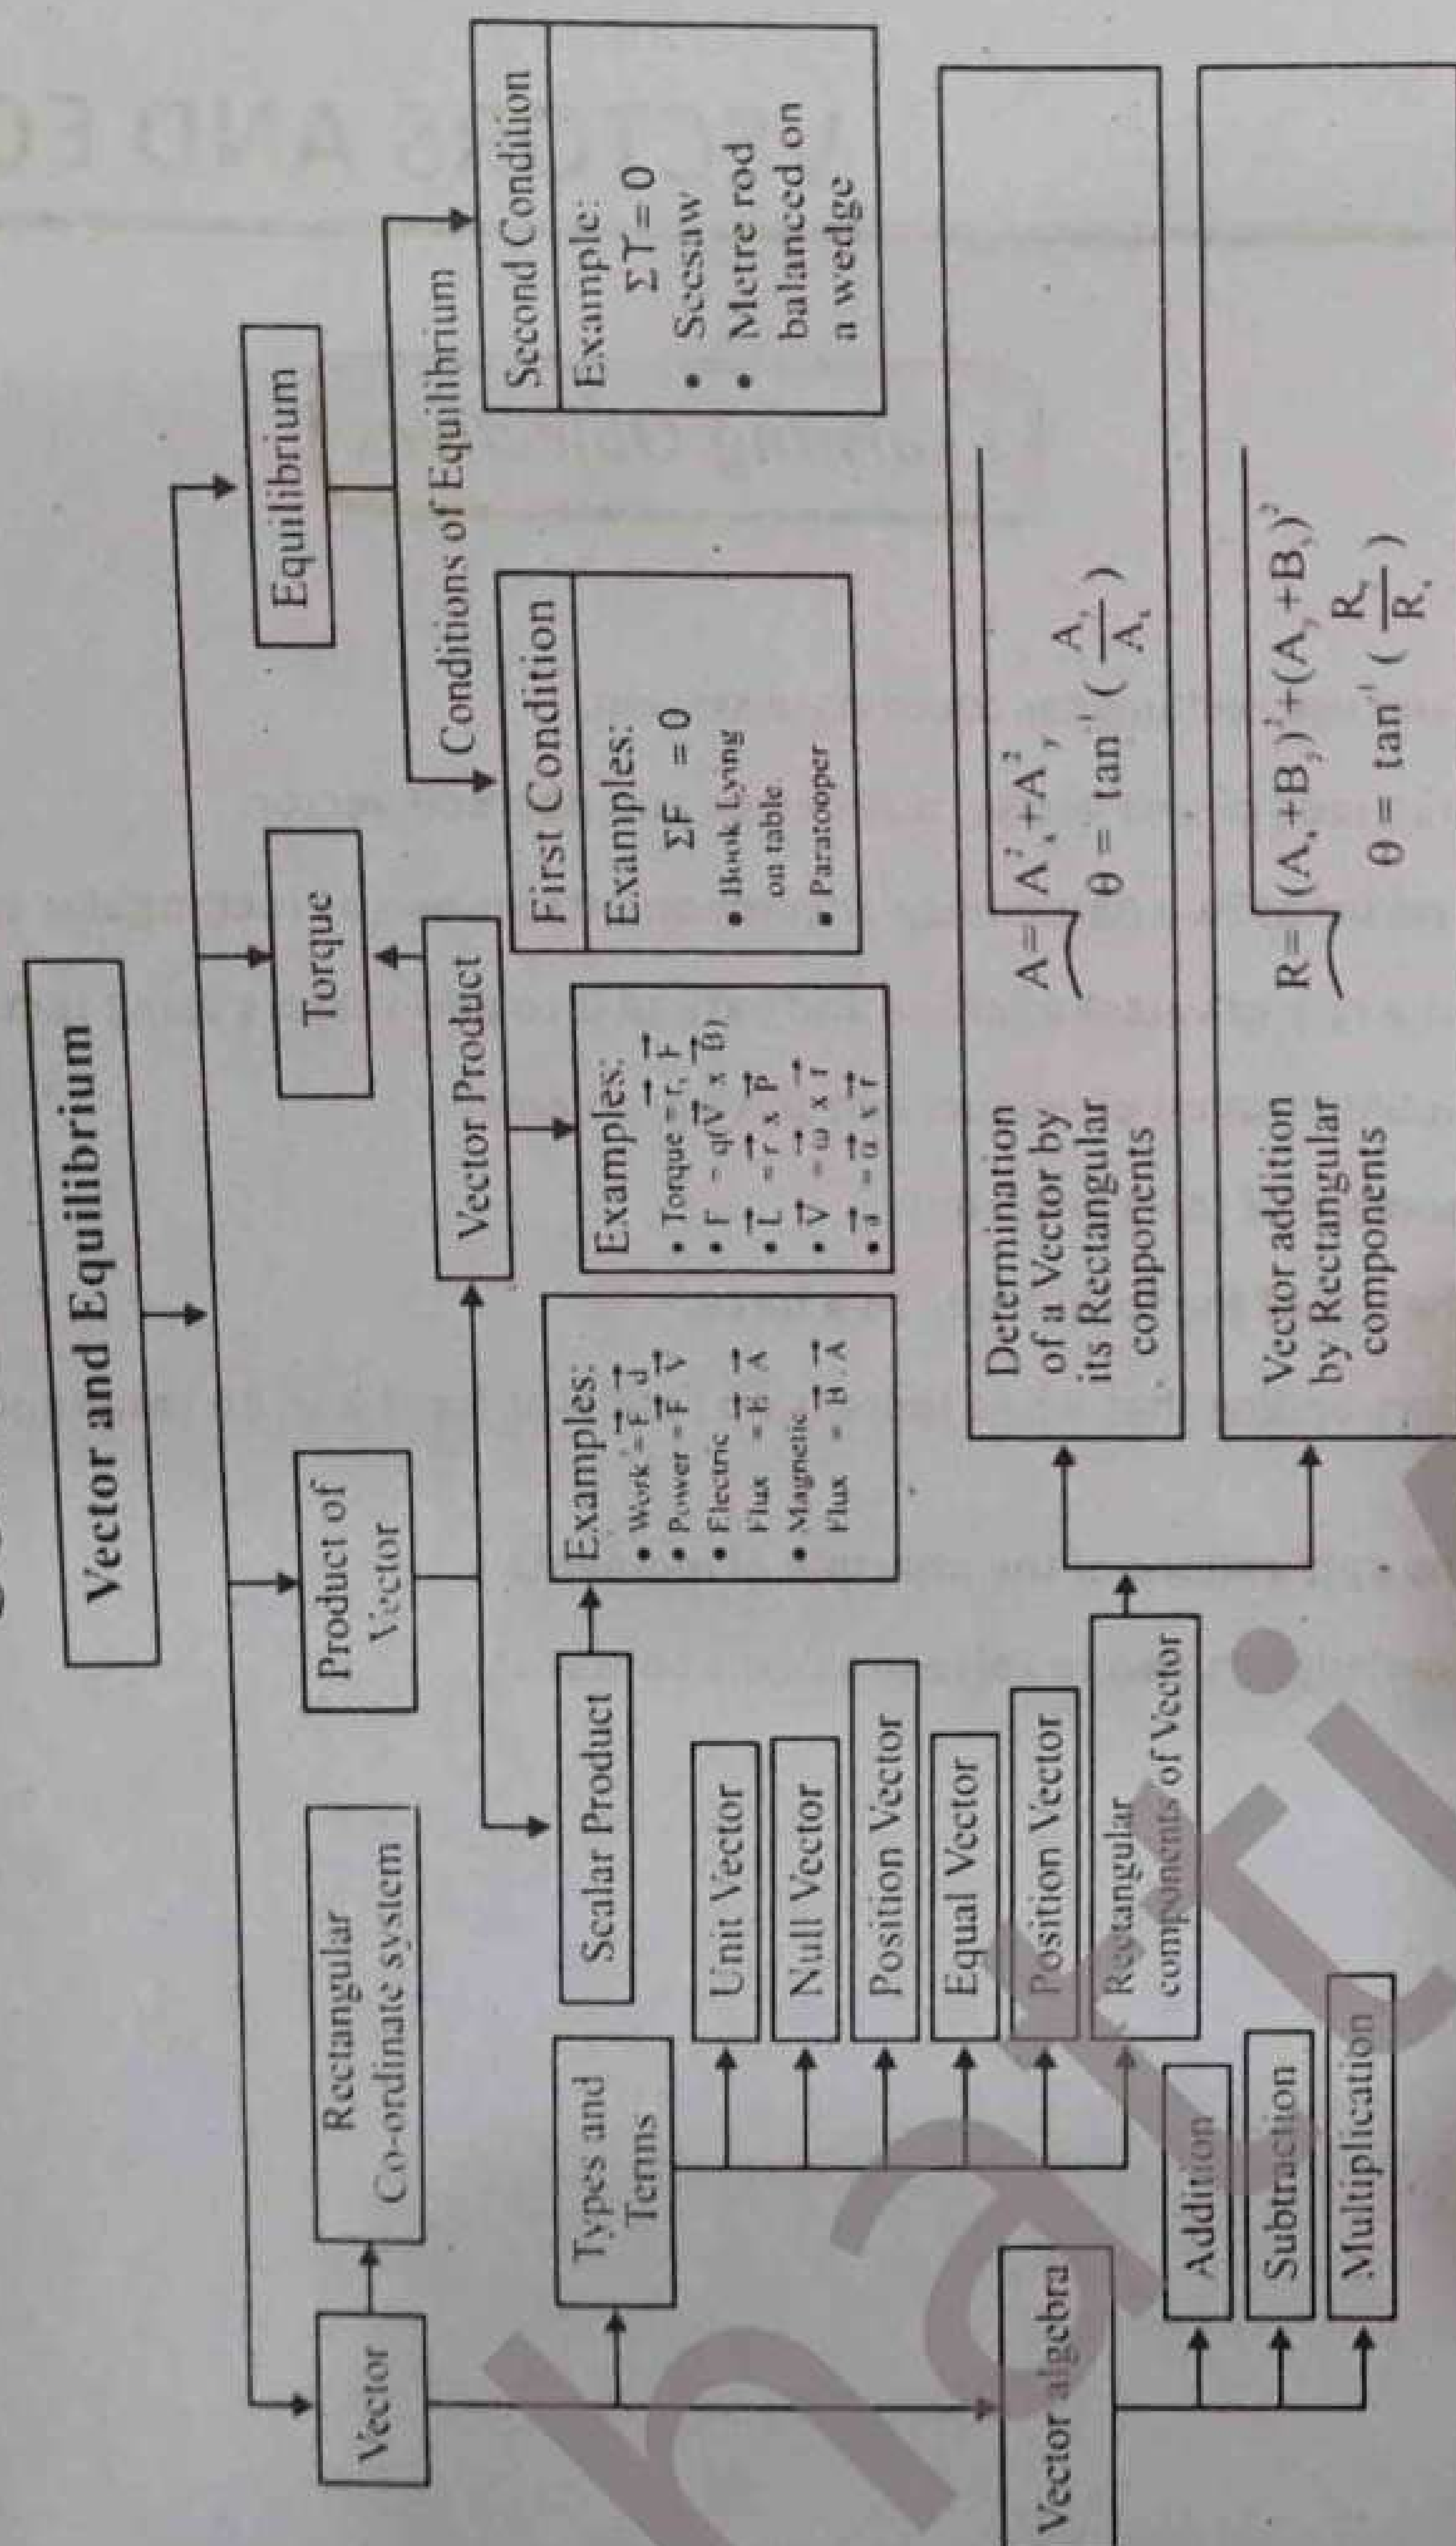 Vector and Equilibrium
Vector
Rectangular
Co-ordinate system
Product of
Vector
Torque
Equilibrium
Conditions of Equilibrium
Vector Product
Scalar Product
First Condition
Examples:
ΣF = 0
• Book Lying
on table.
• Paratooper
Second Condition
Example:
Στ = 0
• Seesaw
• Metre rod
balanced on
a wedge
Examples:
• Work = F. d
• Power = F V
• Electric
Flux = E A
• Magnetic
Flux = B . A
Examples:
• Torque = r, F
• F = q(V x B)
• L = r x P
• V = ω x r
• a = α x r
Types and
Terms
Unit Vector
Null Vector
Position Vector
Equal Vector
Position Vector
Rectangular
components of Vector
Vector algebra
Addition
Subtraction
Multiplication
Determination
of a Vector by
its Rectangular
components
Vector addition
by Rectangular
components